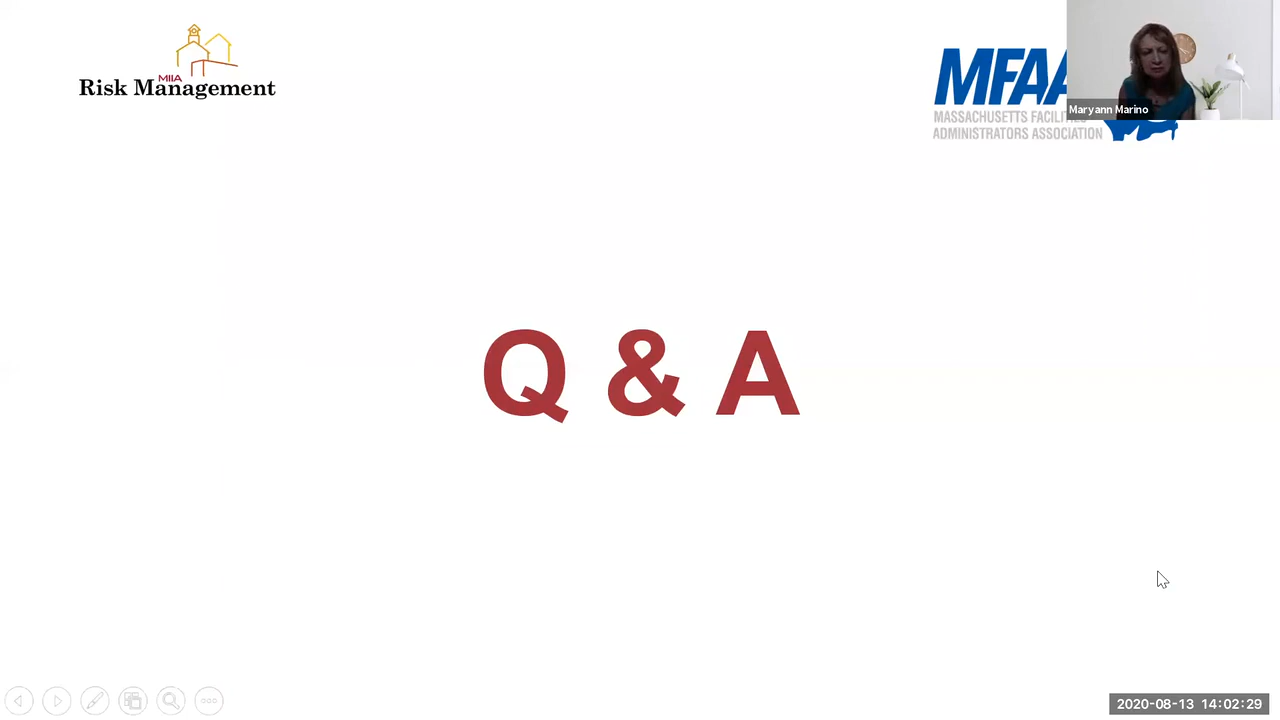 MIIA
Risk Management
MFAA
MASSACHUSETTS FACILITIES
ADMINISTRATORS ASSOCIATION
Maryann Marino
Q & A
2020-08-13 14:02:29